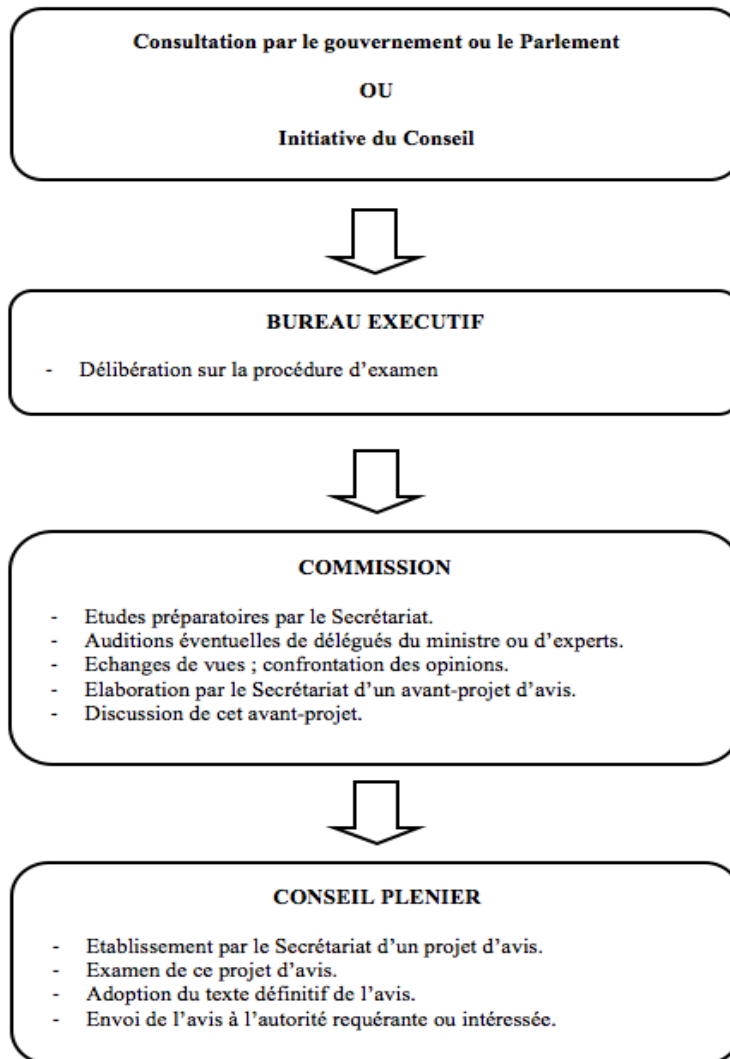 Consultation par le gouvernement ou le Parlement
OU
Initiative du Conseil
BUREAU EXECUTIF
- Délibération sur la procédure d’examen
COMMISSION
- Etudes préparatoires par le Secrétariat.
- Auditions éventuelles de délégués du ministre ou d’experts.
- Echanges de vues ; confrontation des opinions.
- Elaboration par le Secrétariat d’un avant-projet d’avis.
- Discussion de cet avant-projet.
CONSEIL PLENIER
- Etablissement par le Secrétariat d’un projet d’avis.
- Examen de ce projet d’avis.
- Adoption du texte définitif de l’avis.
- Envoi de l’avis à l’autorité requérante ou intéressée.